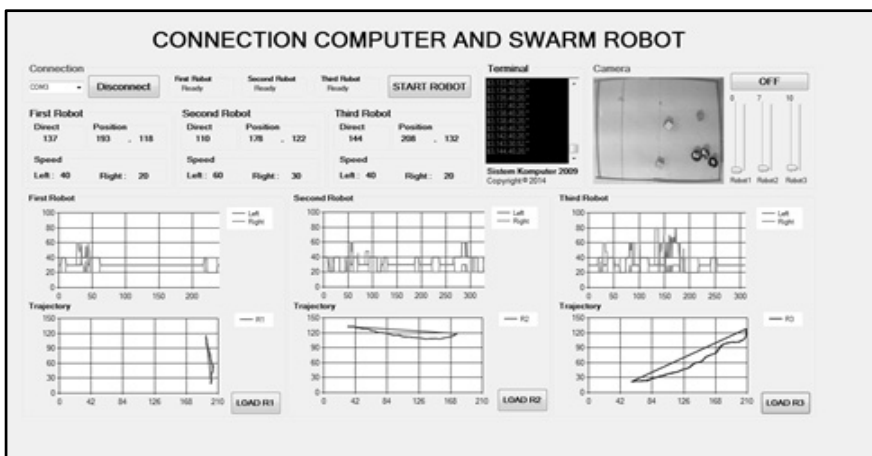 CONNECTION COMPUTER AND SWARM ROBOT
Connection
COM3
Disconnect
First Robot
Ready
Second Robot
Ready
Third Robot
Ready
START ROBOT
First Robot
Direct
137
Position
193 . 118
Speed
Left : 40 Right : 20
Second Robot
Direct
110
Position
178 . 122
Speed
Left : 60 Right : 30
Third Robot
Direct
144
Position
208 . 132
Speed
Left : 40 Right : 20
Terminal
Sistem Komputer 2009
Copyright © 2014
Camera
OFF
0 7 10
Robot1 Robot2 Robot3
First Robot
100
80
60
40
20
0
0 50 100 150 200
Left
Right
Second Robot
100
80
60
40
20
0
0 50 100 150 200 250 300
Left
Right
Third Robot
100
80
60
40
20
0
0 50 100 150 200 250 300
Left
Right
Trajectory
150
120
90
60
30
0
0 42 84 126 168 210
R1
LOAD R1
Trajectory
150
120
90
60
30
0
0 42 84 126 168 210
R2
LOAD R2
Trajectory
150
120
90
60
30
0
0 42 84 126 168 210
R3
LOAD R3